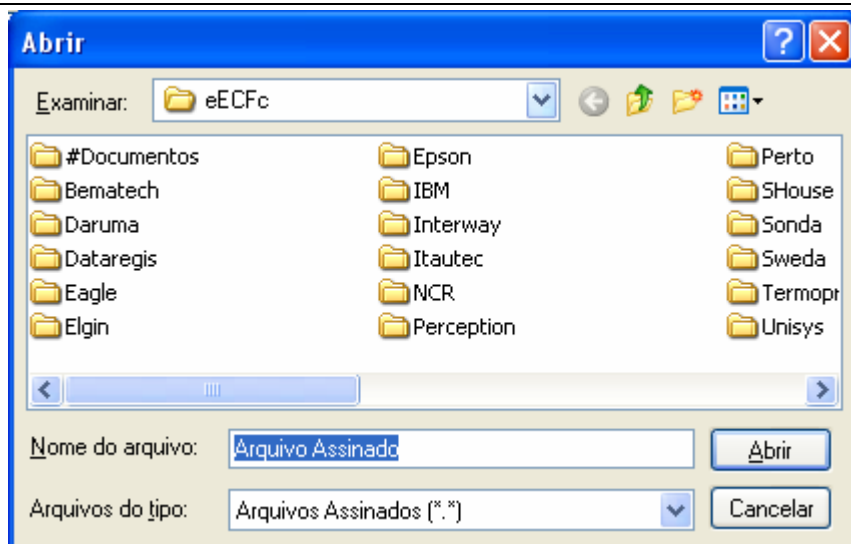 Abrir
Examinar: eECFc
#Documentos Epson Perto
Bematech IBM SHouse
Daruma Interway Sonda
Dataregis Itautec Sweda
Eagle NCR Termopr
Elgin Perception Unisys
Nome do arquivo: Arquivo Assinado Abrir
Arquivos do tipo: Arquivos Assinados (*.*) Cancelar